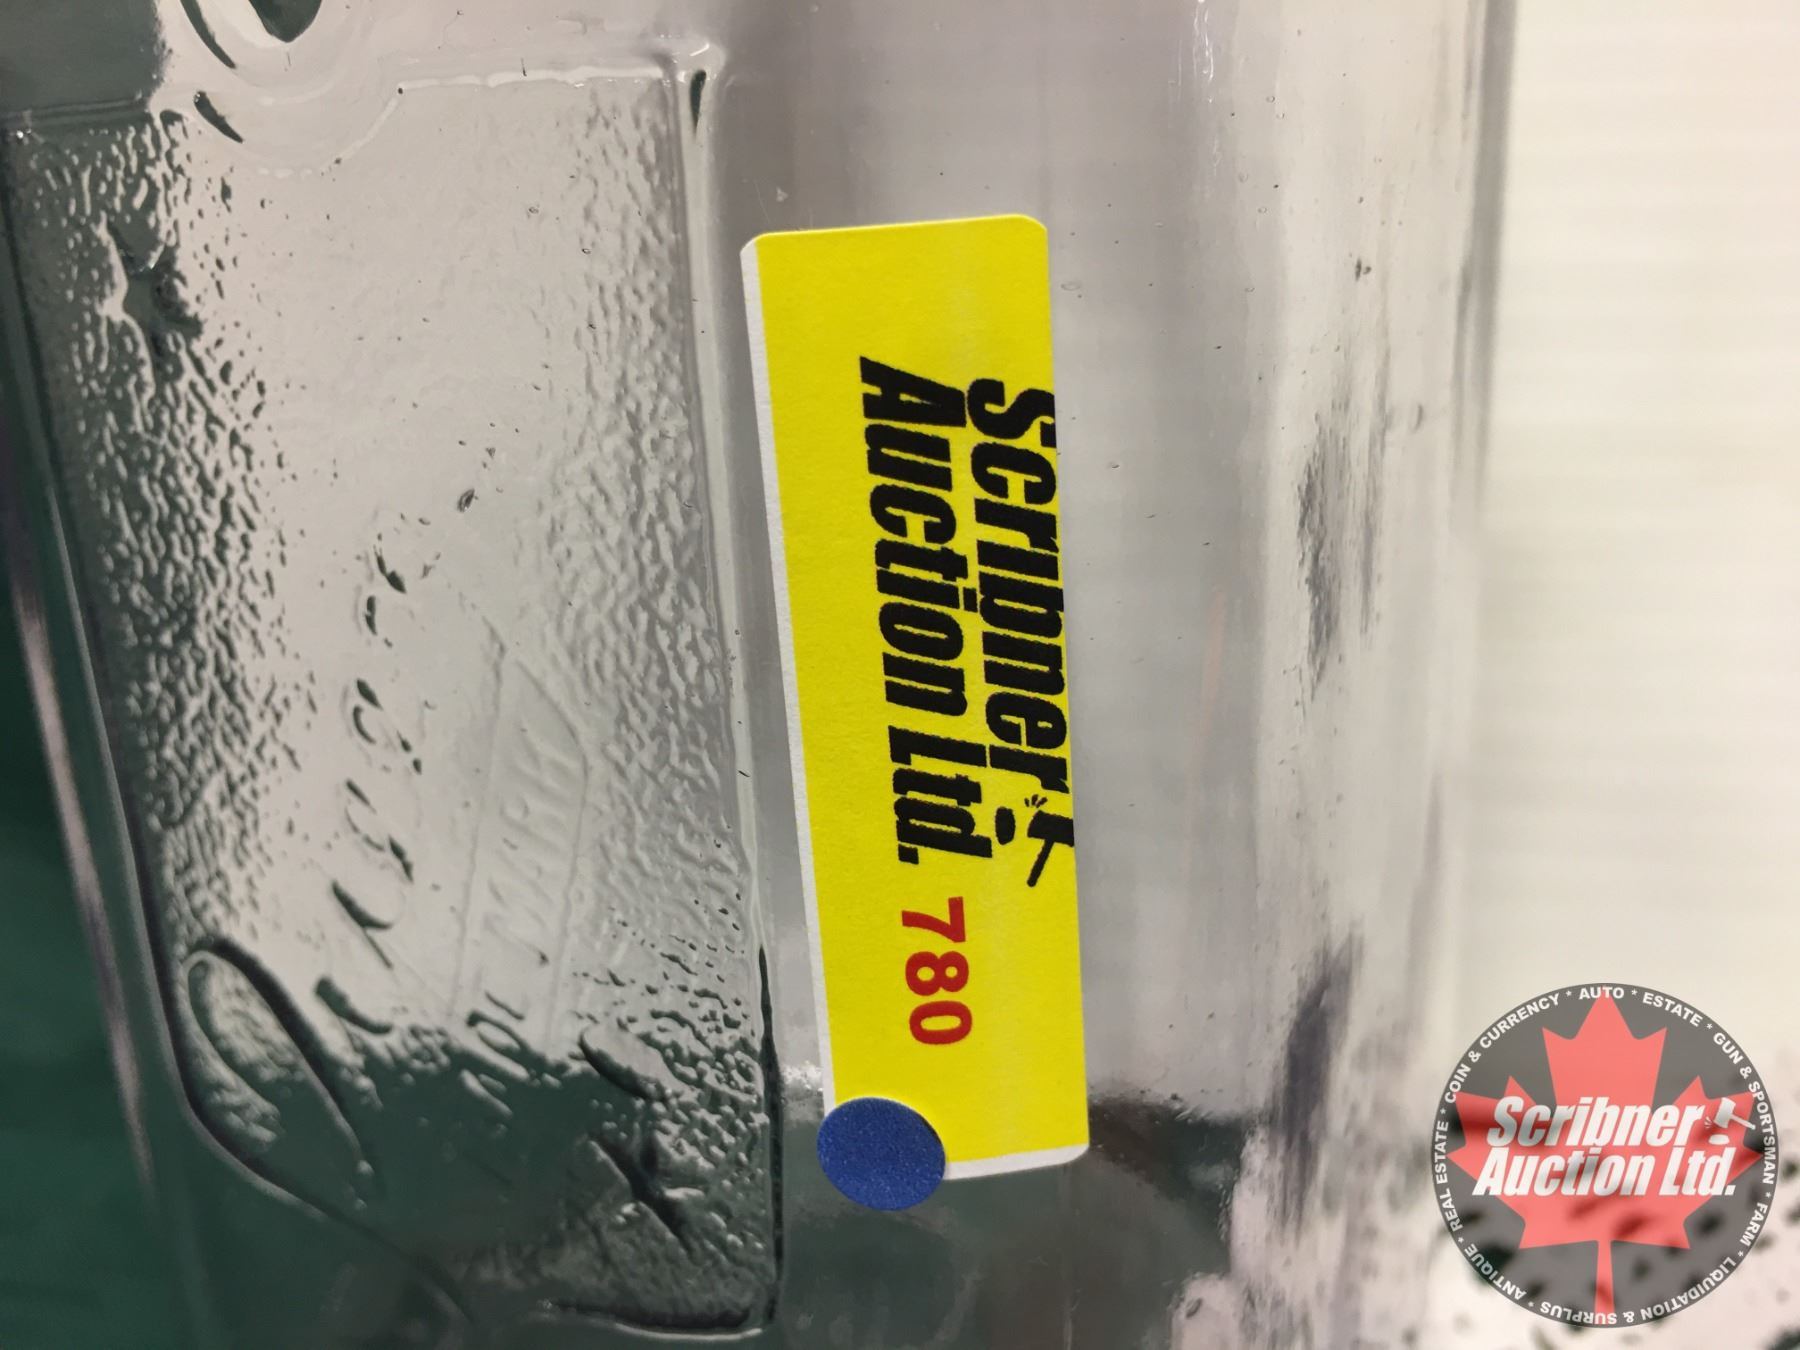 Scribner
Auction Ltd. 780
MARK
REAL ESTATE * COIN & CURRENCY * AUTO * ESTATE * GUN & SPORTSMAN * FARM * LIQUIDATION & SURPLUS * ANTIQUE *
Scribner
Auction Ltd.